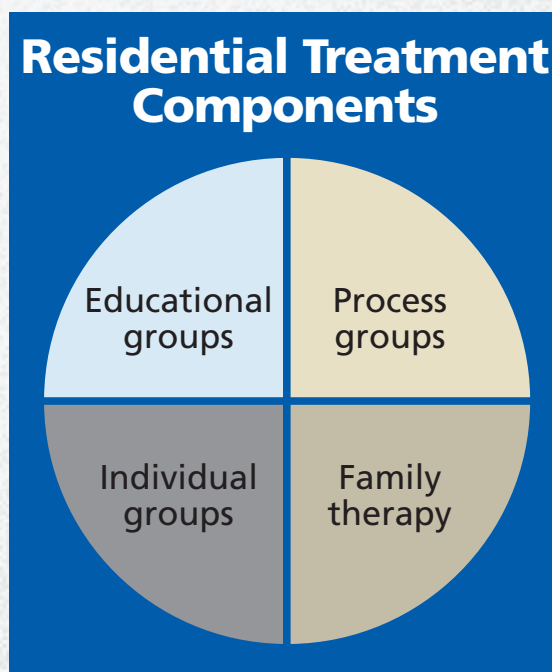 Residential Treatment
Components
Educational
groups
Process
groups
Individual
groups
Family
therapy